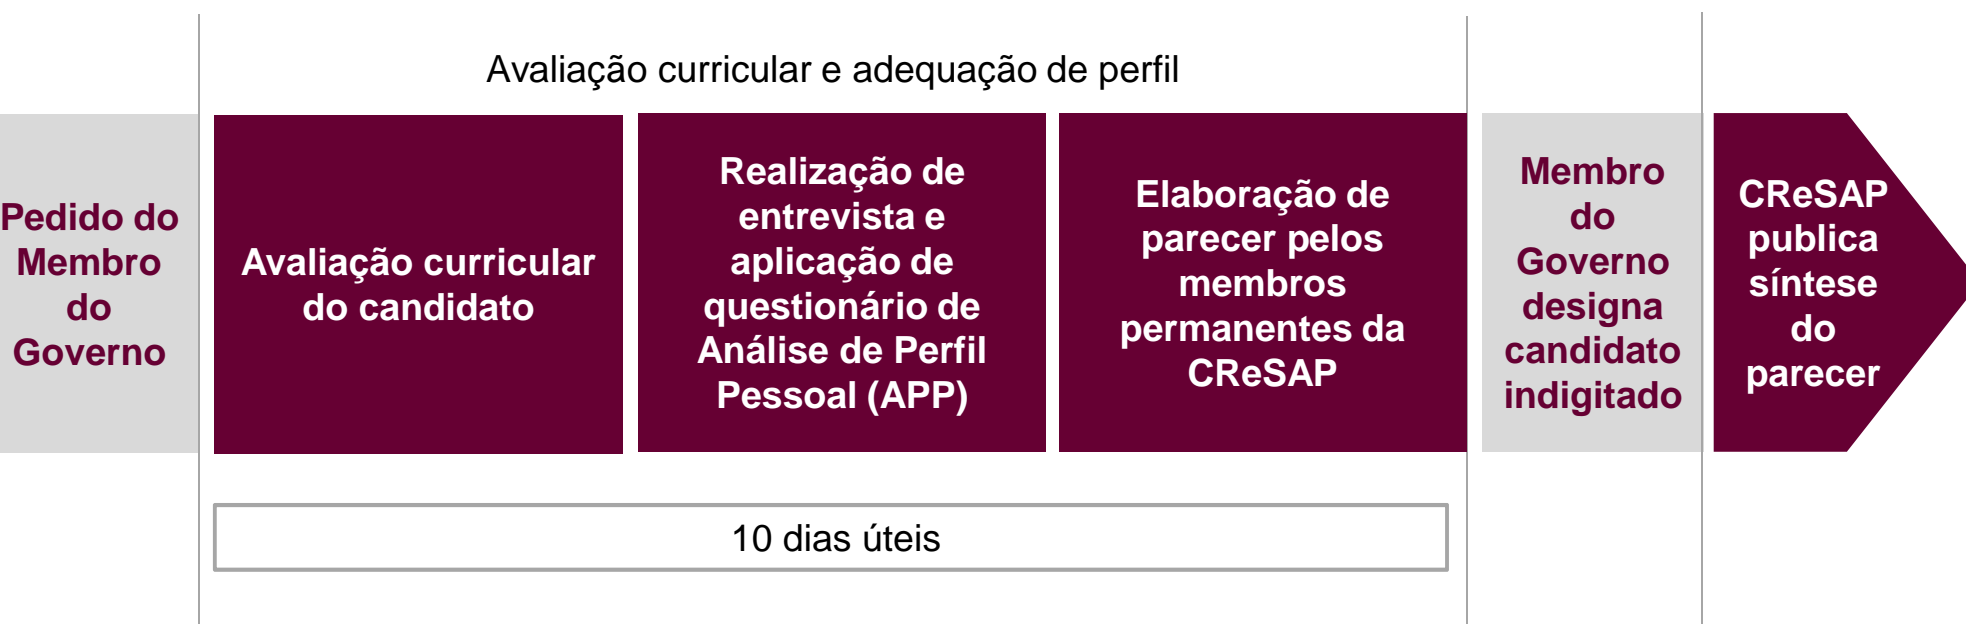 Avaliação curricular e adequação de perfil
Pedido do
Membro
do
Governo
Avaliação curricular
do candidato
Realização de
entrevista e
aplicação de
questionário de
Análise de Perfil
Pessoal (APP)
Elaboração de
parecer pelos
membros
permanentes da
CReSAP
Membro
do
Governo
designa
candidato
indigitado
CReSAP
publica
síntese
do
parecer
10 dias úteis